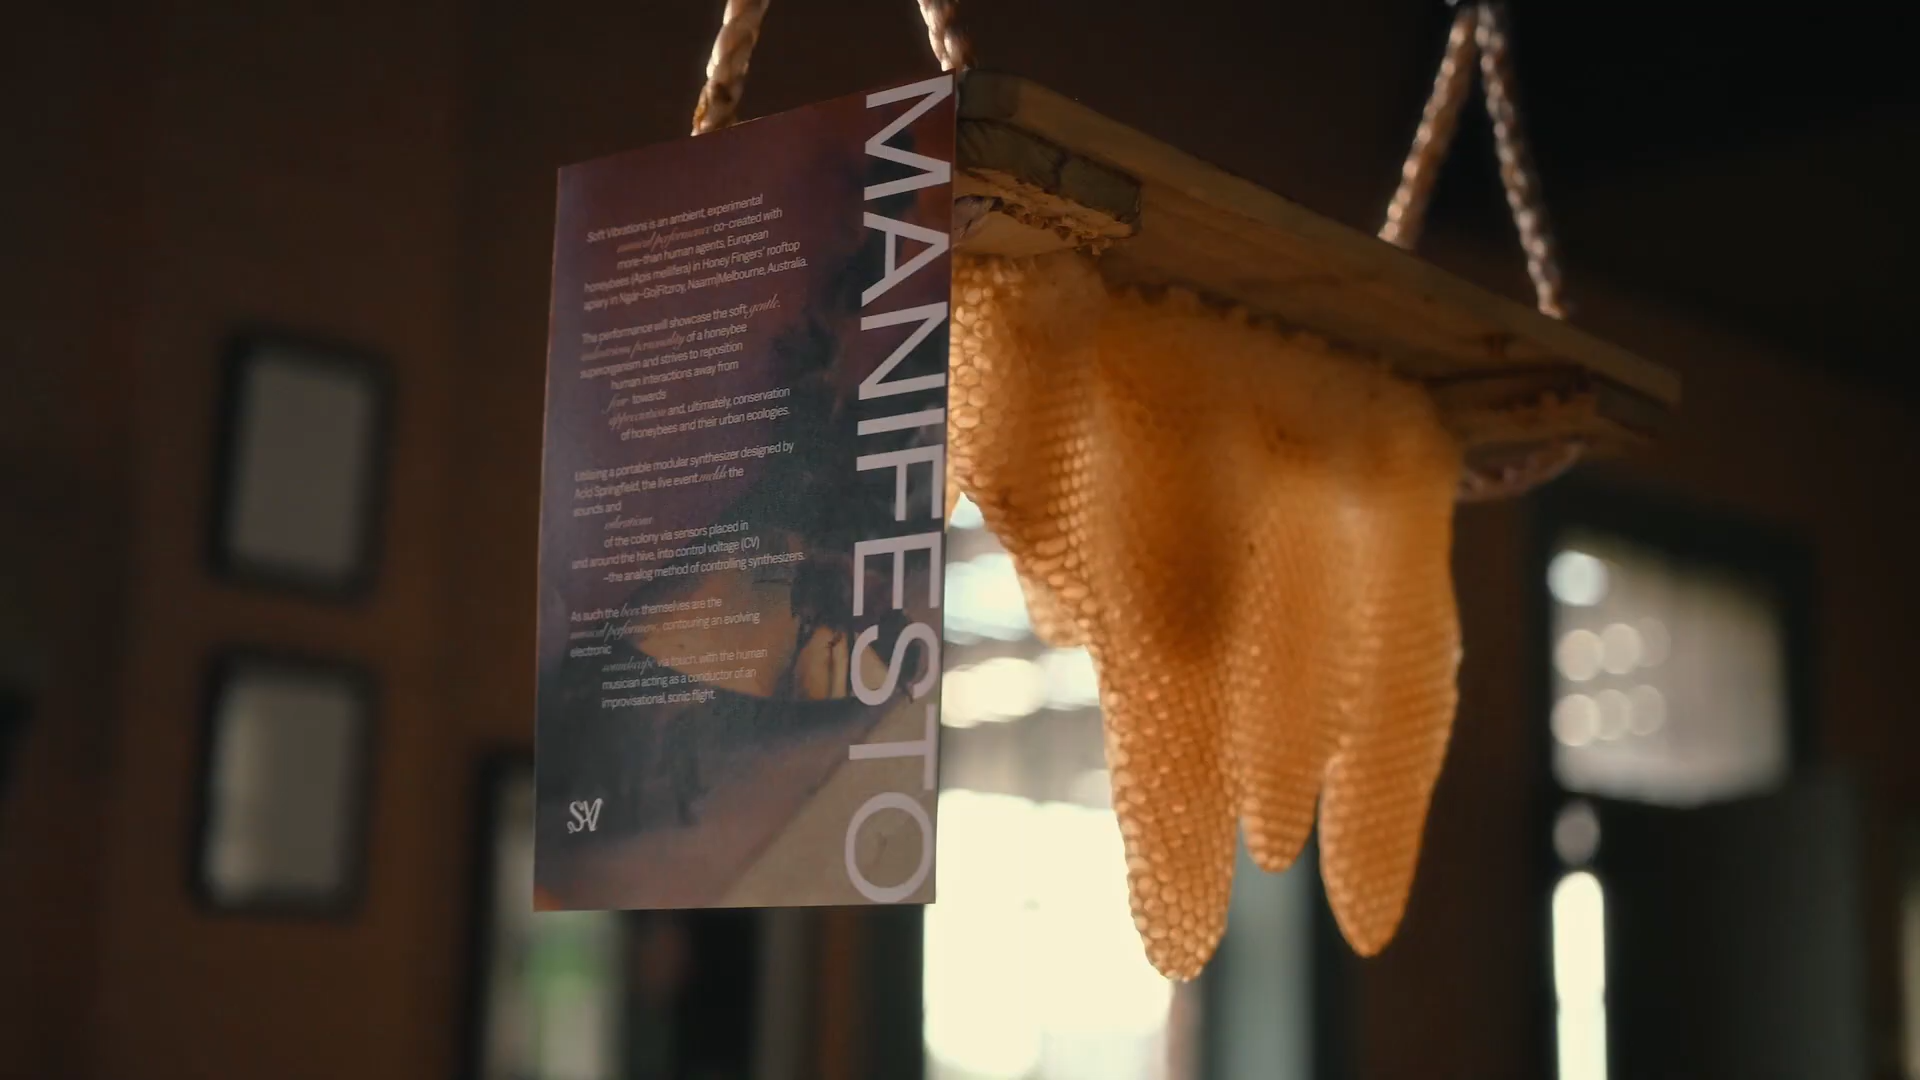 MANIFESTO
Soft Vibrations is an ambient, experimental
musical performance co-created with
more-than human agents, European
honeybees (Apis mellifera) in Honey Fingers' rooftop
apiary in Ngár-Go|Fitzroy, Naarm|Melbourne, Australia.
The performance will showcase the soft, gentle,
industrious personality of a honeybee
superorganism and strives to reposition
human interactions away from
fear towards
appreciation and, ultimately, conservation
of honeybees and their urban ecologies.
Utilising a portable modular synthesizer designed by
Acid Springfield, the live event melds the
sounds and
vibrations
of the colony via sensors placed in
and around the hive, into control voltage (CV)
–the analog method of controlling synthesizers.
As such the bees themselves are the
musical performers, contouring an evolving,
electronic
soundscape via touch, with the human
musician acting as a conductor of an
improvisational, sonic flight.
SV